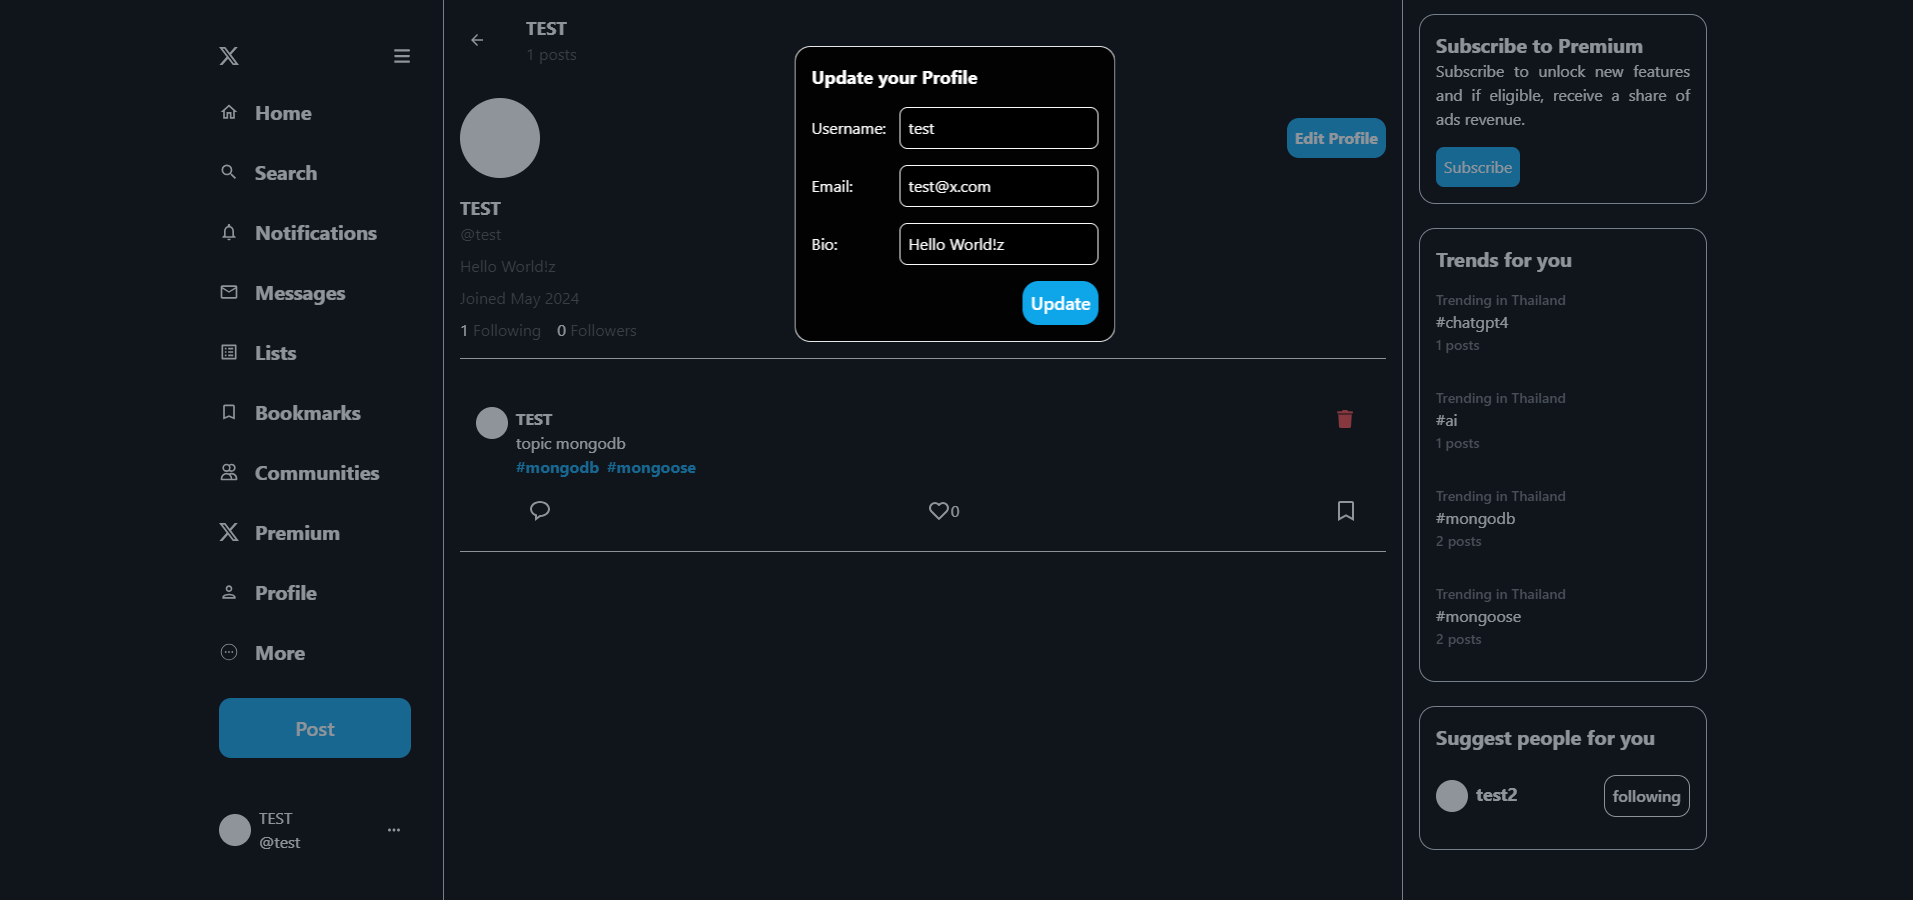 Home
Search
Notifications
Messages
Lists
Bookmarks
Communities
Premium
Profile
More
Post
TEST
@test
TEST
1 posts
Edit Profile
TEST
@test
Hello World!z
Joined May 2024
1 Following 0 Followers
TEST
topic mongodb
#mongodb #mongoose
0
Update your Profile
Username: test
Email: test@x.com
Bio: Hello World!z
Update
Subscribe to Premium
Subscribe to unlock new features
and if eligible, receive a share of
ads revenue.
Subscribe
Trends for you
Trending in Thailand
#chatgpt4
1 posts
Trending in Thailand
#ai
1 posts
Trending in Thailand
#mongodb
2 posts
Trending in Thailand
#mongoose
2 posts
Suggest people for you
test2 following